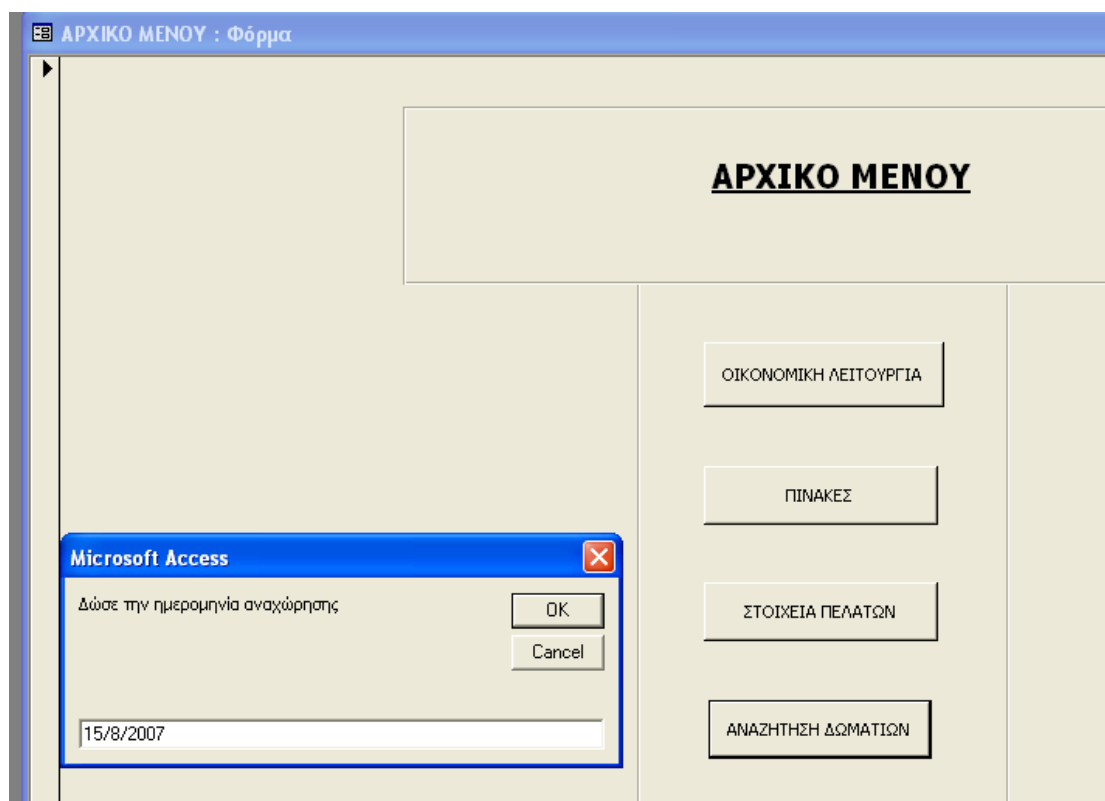 ΑΡΧΙΚΟ ΜΕΝΟΥ : Φόρμα
ΑΡΧΙΚΟ ΜΕΝΟΥ
ΟΙΚΟΝΟΜΙΚΗ ΛΕΙΤΟΥΡΓΙΑ
ΠΙΝΑΚΕΣ
Microsoft Access
Δώσε την ημερομηνία αναχώρησης
OK
Cancel
15/8/2007
ΣΤΟΙΧΕΙΑ ΠΕΛΑΤΩΝ
ΑΝΑΖΗΤΗΣΗ ΔΩΜΑΤΙΩΝ